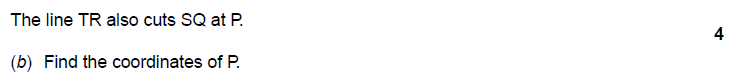 The line TR also cuts SQ at P.
4
(b) Find the coordinates of P.